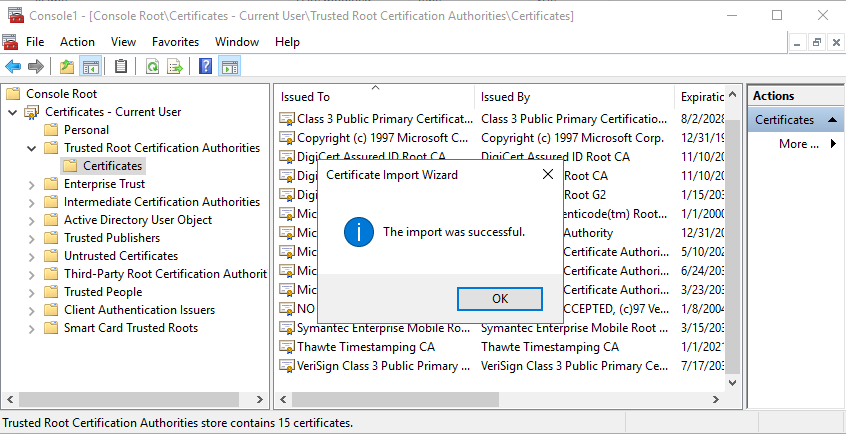 Console1 - [Console Root\Certificates - Current User\Trusted Root Certification Authorities\Certificates]
File Action View Favorites Window Help
Console Root
Certificates - Current User
Personal
Trusted Root Certification Authorities
Certificates
Enterprise Trust
Intermediate Certification Authorities
Active Directory User Object
Trusted Publishers
Untrusted Certificates
Third-Party Root Certification Authorit
Trusted People
Client Authentication Issuers
Smart Card Trusted Roots
Issued To Issued By Expiratic
Class 3 Public Primary Certificat... Class 3 Public Primary Certificatio... 8/2/2028
Copyright (c) 1997 Microsoft C... Copyright (c) 1997 Microsoft Corp. 12/31/19
DigiCert Assured ID Root CA DigiCert Assured ID Root CA 11/10/20
Digi Root CA 11/10/20
Digi Root G2 1/15/203
Mic enticode(tm) Root... 1/1/2000
Mic Authority 12/31/20
Mic Certificate Authori... 5/10/202
Mic Certificate Authori... 6/24/203
Mic Certificate Authori... 3/23/203
NO CCEPTED, (c)97 Ve... 1/8/2004
Symantec Enterprise Mobile Ro... Symantec Enterprise Mobile Root ... 3/15/203
Thawte Timestamping CA Thawte Timestamping CA 1/1/2021
VeriSign Class 3 Public Primary ... VeriSign Class 3 Public Primary Ce... 7/17/203
Certificate Import Wizard
The import was successful.
OK
Actions
Certificates
More ...
Trusted Root Certification Authorities store contains 15 certificates.